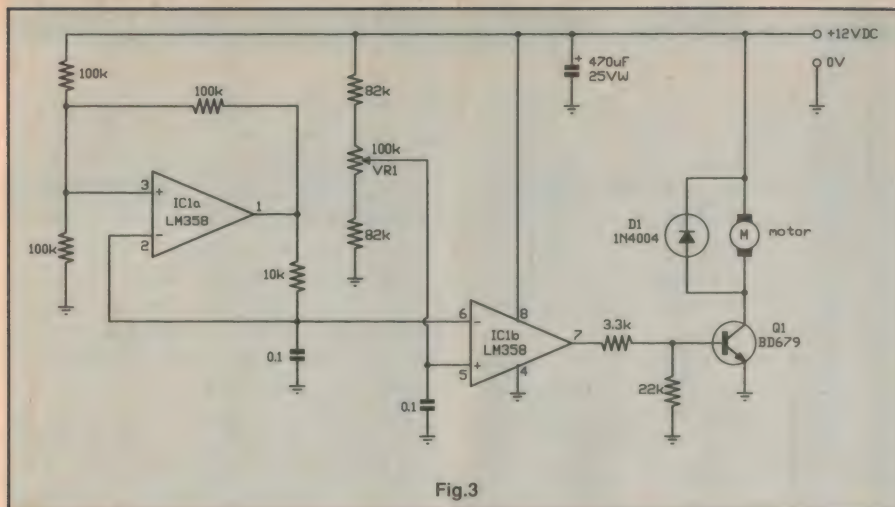 +12VDC
0V
100k
100k
470uF
25VW
82k
100k
VR1
3
IC1a
LM358
1
2
100k
82k
10k
D1
1N4004
M
motor
6
8
IC1b
LM358
7
5
4
3.3k
Q1
BD679
0.1
0.1
22k
Fig.3